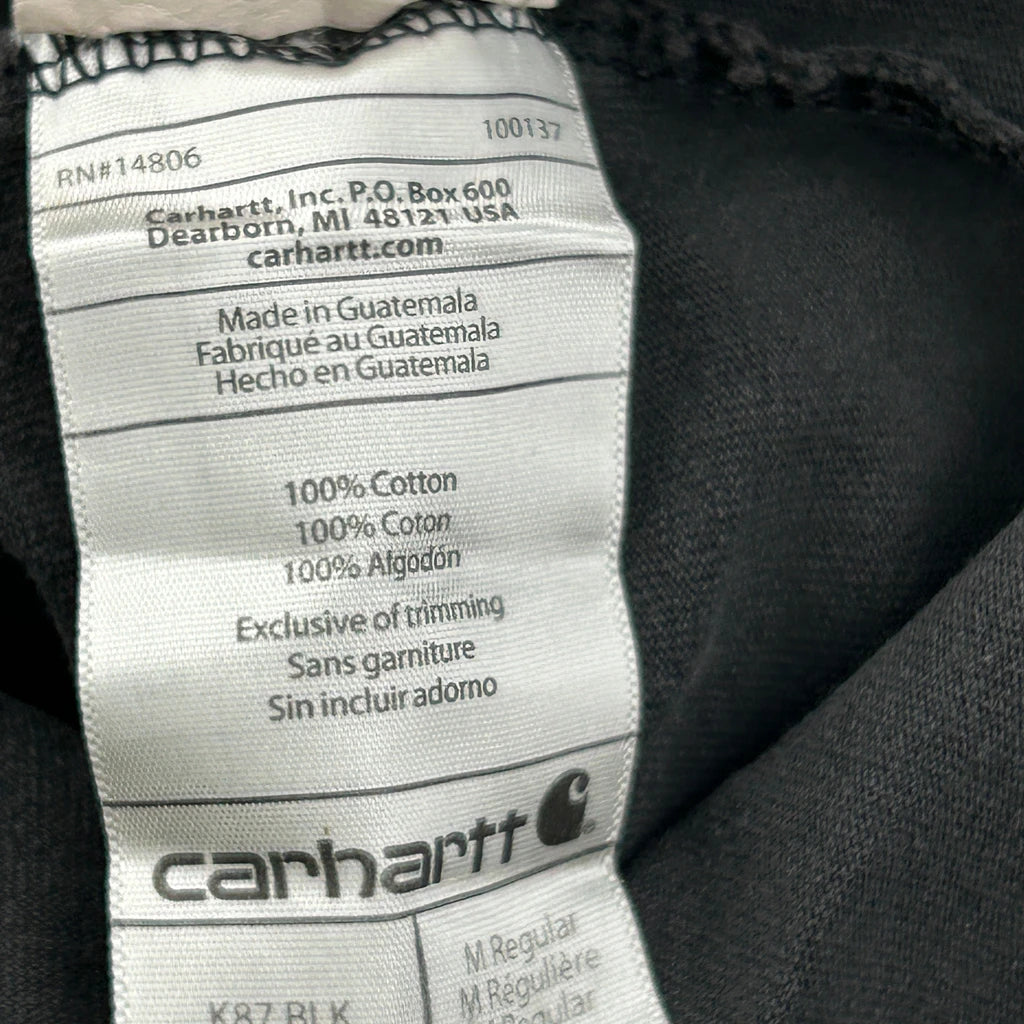 RN#14806 100137
Carhartt, Inc. P.O. Box 600
Dearborn, MI 48121 USA
carhartt.com
Made in Guatemala
Fabriqué au Guatemala
Hecho en Guatemala
100% Cotton
100% Coton
100% Algodón
Exclusive of trimming
Sans garniture
Sin incluir adorno
carhartt
K87 BLK
M Regular
M Régulière
M Regular